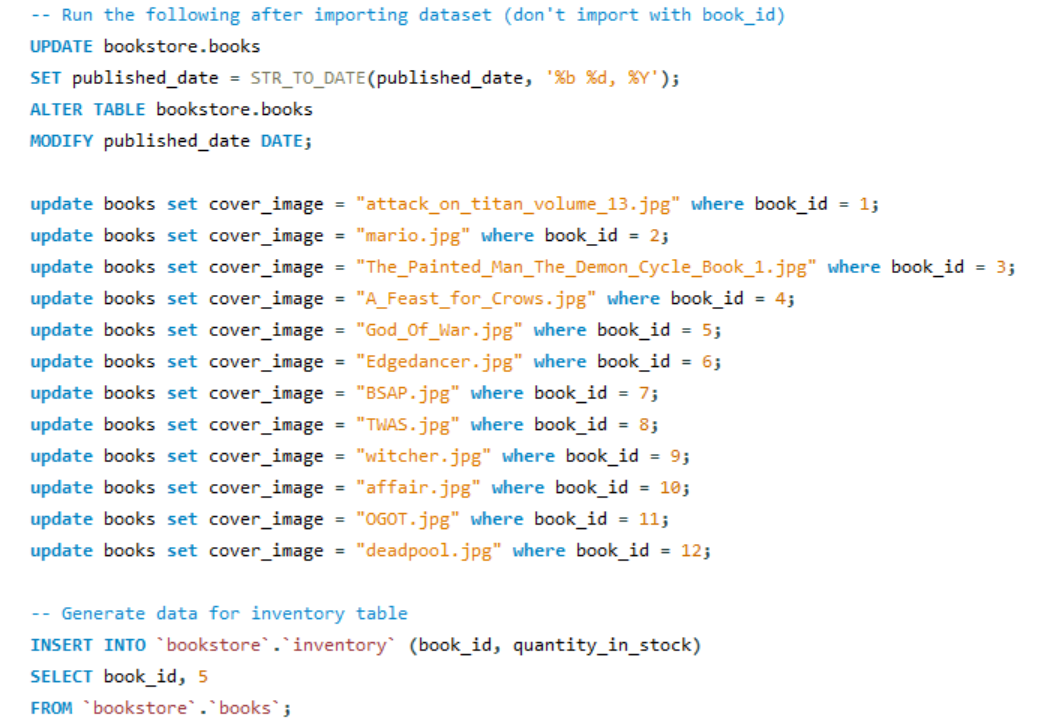 -- Run the following after importing dataset (don't import with book_id)
UPDATE bookstore.books
SET published_date = STR_TO_DATE(published_date, '%b %d, %Y');
ALTER TABLE bookstore.books
MODIFY published_date DATE;
update books set cover_image = "attack_on_titan_volume_13.jpg" where book_id = 1;
update books set cover_image = "mario.jpg" where book_id = 2;
update books set cover_image = "The_Painted_Man_The_Demon_Cycle_Book_1.jpg" where book_id = 3;
update books set cover_image = "A_Feast_for_Crows.jpg" where book_id = 4;
update books set cover_image = "God_Of_War.jpg" where book_id = 5;
update books set cover_image = "Edgedancer.jpg" where book_id = 6;
update books set cover_image = "BSAP.jpg" where book_id = 7;
update books set cover_image = "TWAS.jpg" where book_id = 8;
update books set cover_image = "witcher.jpg" where book_id = 9;
update books set cover_image = "affair.jpg" where book_id = 10;
update books set cover_image = "OGOT.jpg" where book_id = 11;
update books set cover_image = "deadpool.jpg" where book_id = 12;
-- Generate data for inventory table
INSERT INTO `bookstore`.`inventory` (book_id, quantity_in_stock)
SELECT book_id, 5
FROM `bookstore`.`books`;